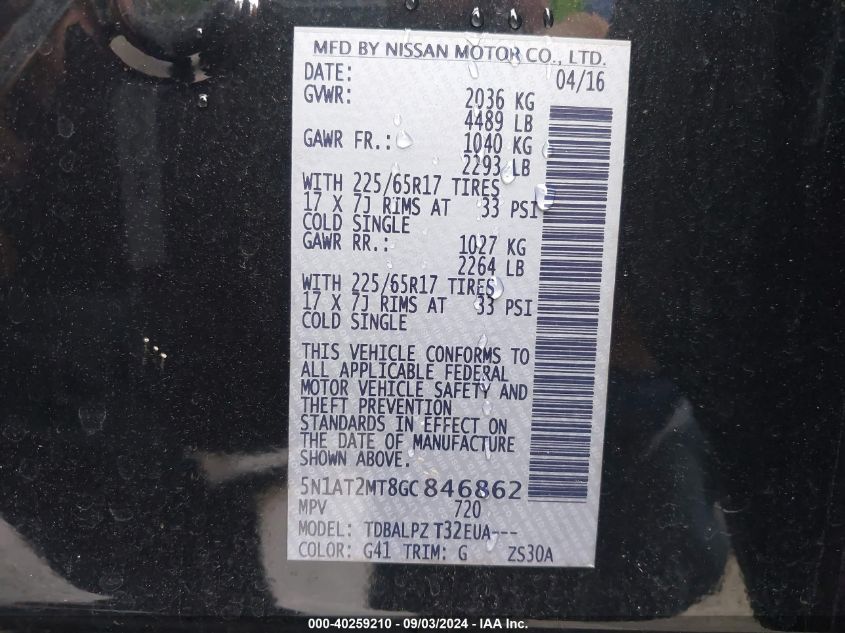 MFD BY NISSAN MOTOR CO., LTD.
DATE: 04/16
GVWR: 2036 KG
4489 LB
GAWR FR.: 1040 KG
2293 LB
WITH 225/65R17 TIRES
17 X 7J RIMS AT 33 PSI
COLD SINGLE
GAWR RR.: 1027 KG
2264 LB
WITH 225/65R17 TIRES
17 X 7J RIMS AT 33 PSI
COLD SINGLE
THIS VEHICLE CONFORMS TO
ALL APPLICABLE FEDERAL
MOTOR VEHICLE SAFETY AND
THEFT PREVENTION
STANDARDS IN EFFECT ON
THE DATE OF MANUFACTURE
SHOWN ABOVE.
5N1AT2MT8GC846862
MPV 720
MODEL: TDBALPZ T32EUA---
COLOR: G41 TRIM: G ZS30A
000-40259210 - 09/03/2024 - IAA Inc.